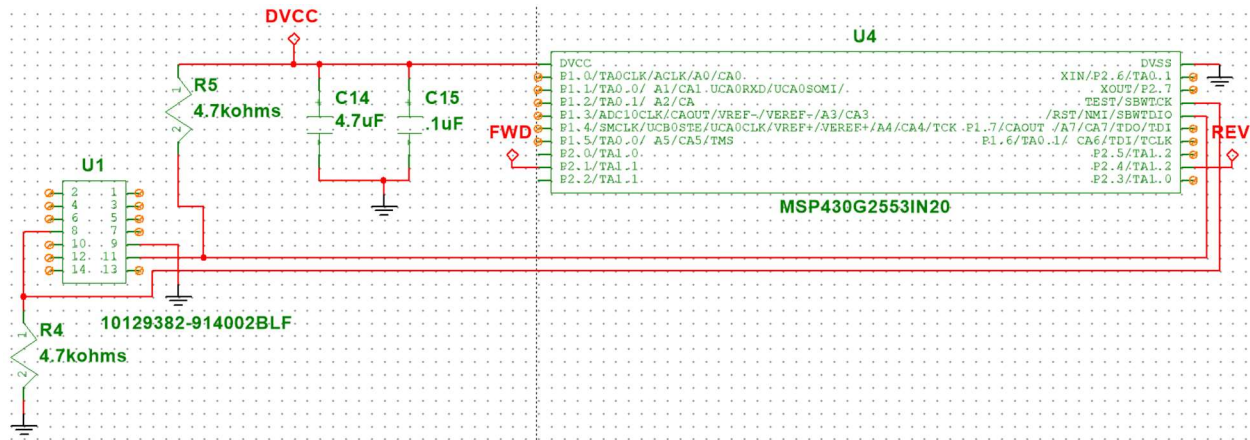 DVCC
U4
DVCC DVSS
P1.0/TA0CLK/ACLK/A0/CA0 XIN/P2.6/TA0.1
P1.1/TA0.0/ A1/CA1 UCA0RXD/UCA0SOMI/ XOUT/P2.7
P1.2/TA0.1/ A2/CA TEST/SBWTCK
P1.3/ADC10CLK/CAOUT/VREF-/VEREF-/A3/CA3 /RST/NMI/SBWTDIO
P1.4/SMCLK/UCB0STE/UCA0CLK/VREF+/VEREF+/A4/CA4/TCK P1.7/CAOUT /A7/CA7/TDO/TDI
P1.5/TA0.0/ A5/CA5/TMS P1.6/TA0.1/ CA6/TDI/TCLK
P2.0/TA1.0 P2.5/TA1.2
P2.1/TA1.1 P2.4/TA1.2
P2.2/TA1.1 P2.3/TA1.0
MSP430G2553IN20
FWD
REV
R5
1
4.7kohms
2
C14
4.7uF
C15
.1uF
U1
2 1
4 3
6 5
8 7
10 9
12 11
14 13
10129382-914002BLF
R4
1
4.7kohms
2